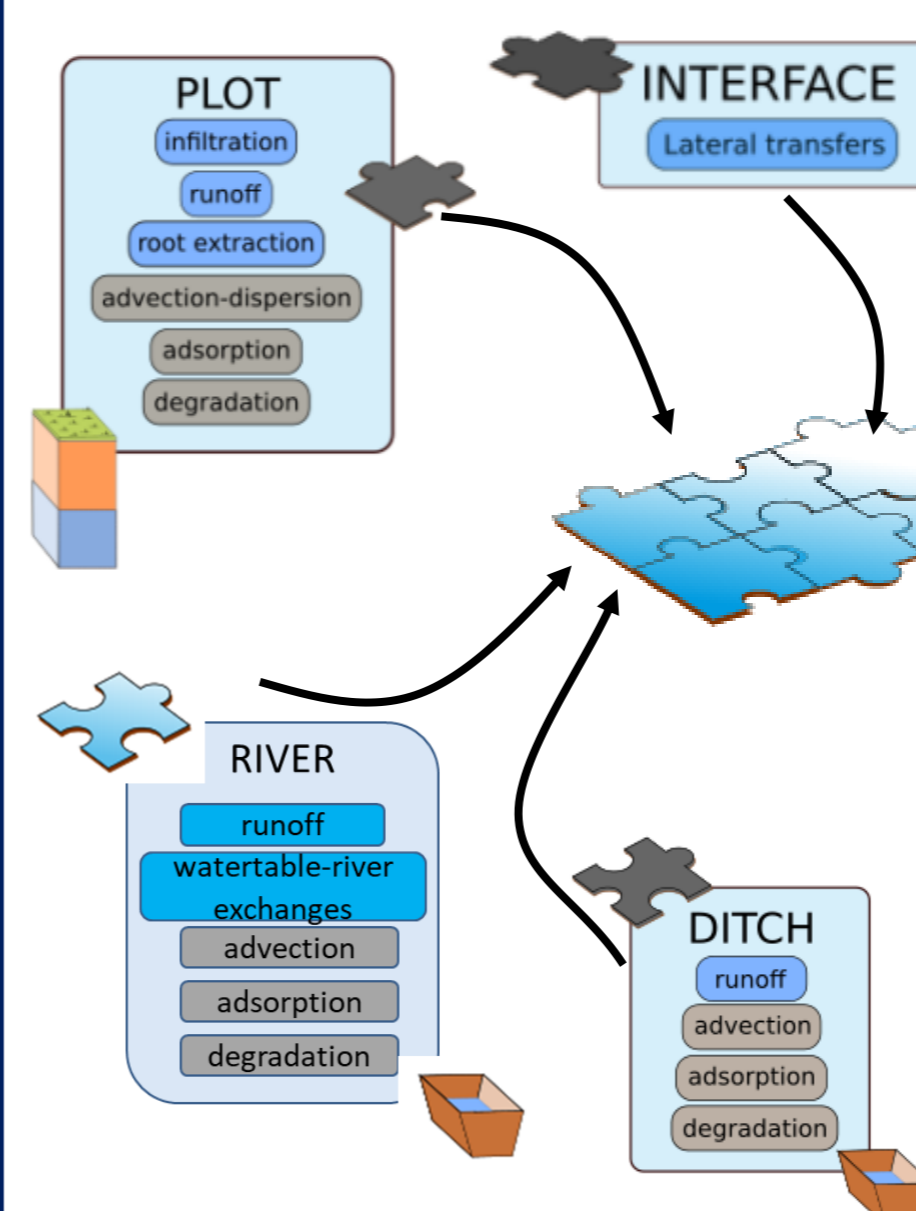 PLOT
infiltration
runoff
root extraction
advection-dispersion
adsorption
degradation
INTERFACE
Lateral transfers
RIVER
runoff
watertable-river
exchanges
advection
adsorption
degradation
DITCH
runoff
advection
adsorption
degradation